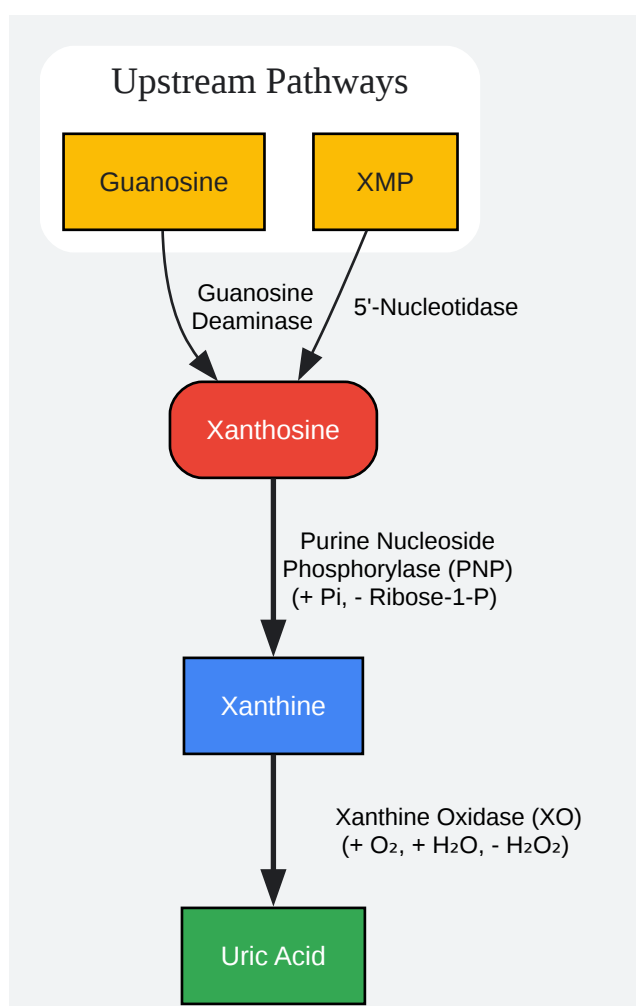 Upstream Pathways
Guanosine
XMP
Guanosine
Deaminase
5'-Nucleotidase
Xanthosine
Purine Nucleoside
Phosphorylase (PNP)
(+ Pi, - Ribose-1-P)
Xanthine
Xanthine Oxidase (XO)
(+ O₂, + H₂O, - H₂O₂)
Uric Acid